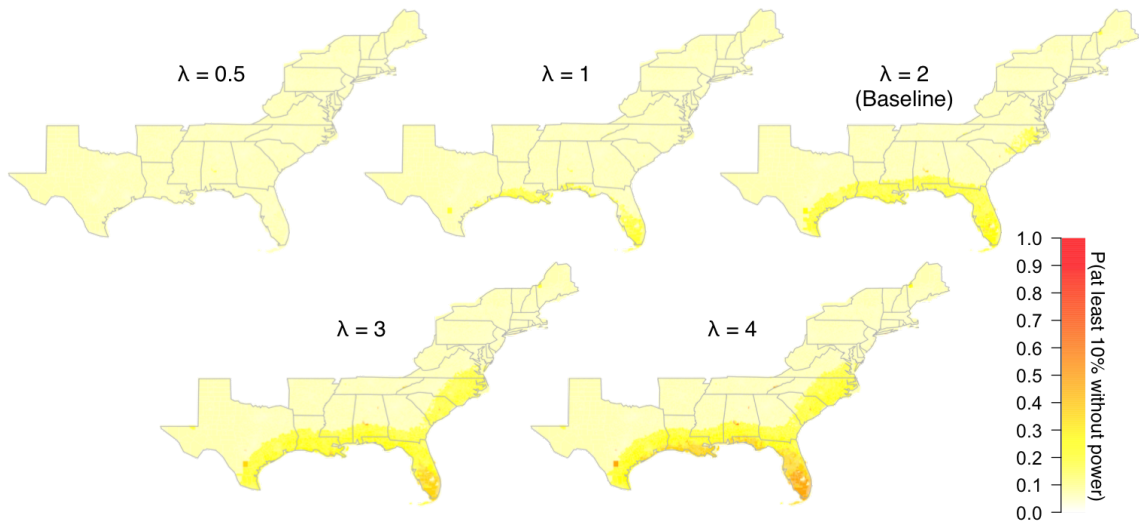 λ = 0.5
λ = 1
λ = 2
(Baseline)
λ = 3
λ = 4
1.0
0.9
0.8
0.7
0.6
0.5
0.4
0.3
0.2
0.1
0.0
P(at least 10% without power)